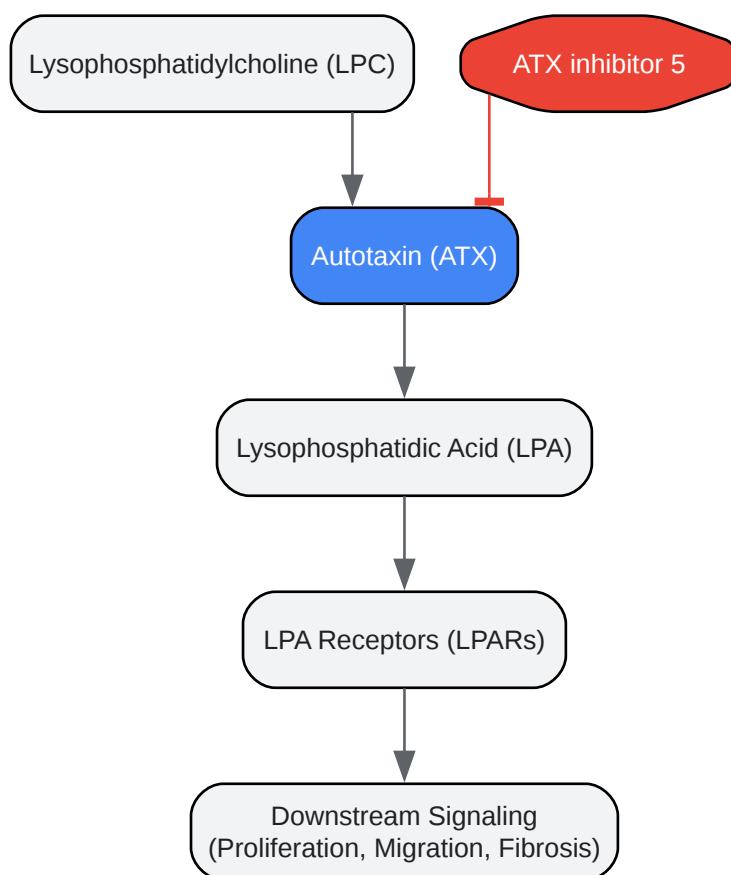 Lysophosphatidylcholine (LPC)
ATX inhibitor 5
Autotaxin (ATX)
Lysophosphatidic Acid (LPA)
LPA Receptors (LPARs)
Downstream Signaling
(Proliferation, Migration, Fibrosis)